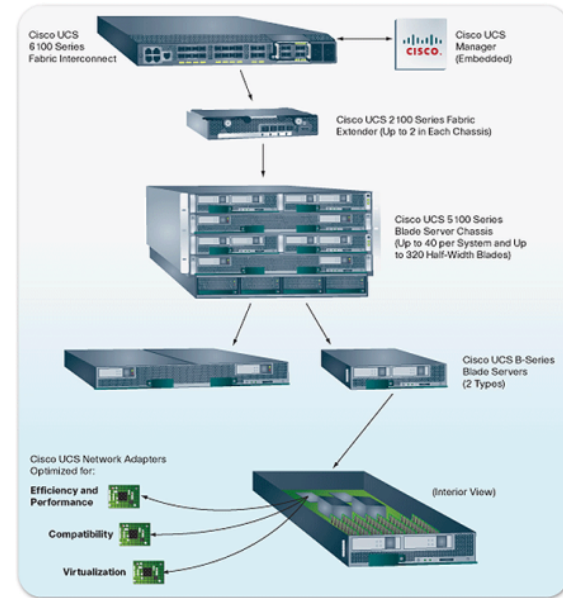 Cisco UCS
6100 Series
Fabric Interconnect
CISCO.
Cisco UCS
Manager
(Embedded)
Cisco UCS 2100 Series Fabric
Extender (Up to 2 in Each Chassis)
Cisco UCS 5100 Series
Blade Server Chassis
(Up to 40 per System and Up
to 320 Half-Width Blades)
Cisco UCS B-Series
Blade Servers
(2 Types)
Cisco UCS Network Adapters
Optimized for:
Efficiency and
Performance
Compatibility
Virtualization
(Interior View)